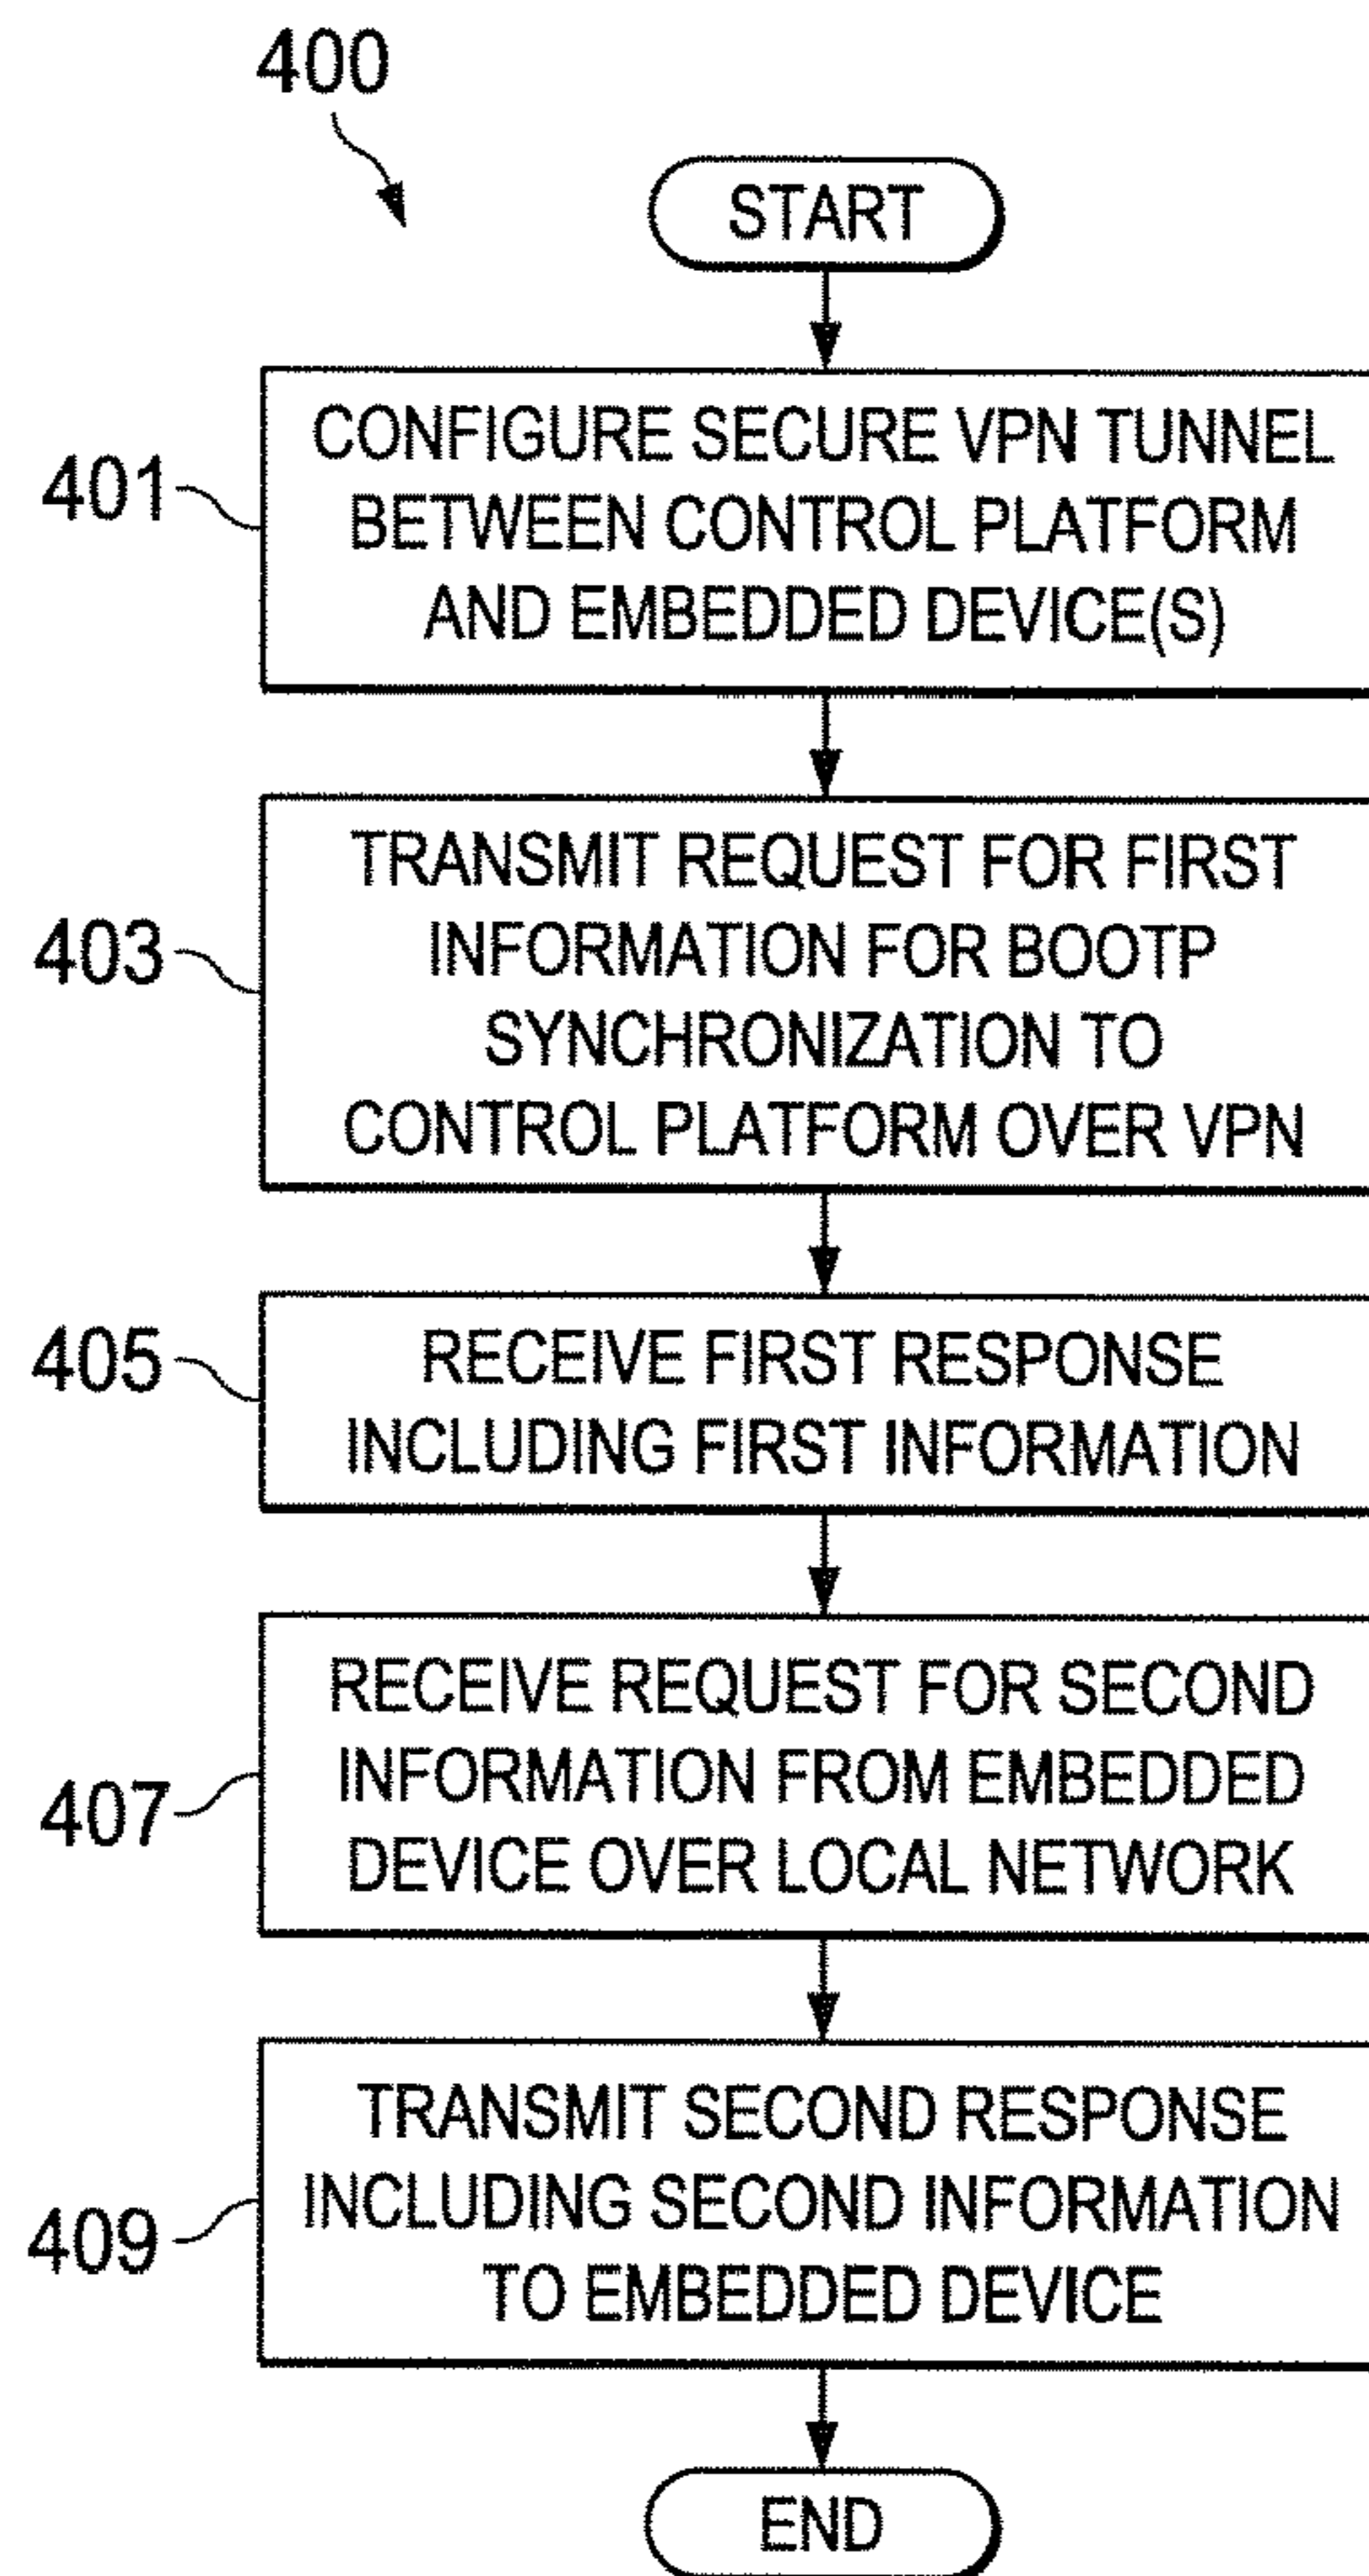 400
START
401
CONFIGURE SECURE VPN TUNNEL
BETWEEN CONTROL PLATFORM
AND EMBEDDED DEVICE(S)
403
TRANSMIT REQUEST FOR FIRST
INFORMATION FOR BOOTP
SYNCHRONIZATION TO
CONTROL PLATFORM OVER VPN
405
RECEIVE FIRST RESPONSE
INCLUDING FIRST INFORMATION
407
RECEIVE REQUEST FOR SECOND
INFORMATION FROM EMBEDDED
DEVICE OVER LOCAL NETWORK
409
TRANSMIT SECOND RESPONSE
INCLUDING SECOND INFORMATION
TO EMBEDDED DEVICE
END